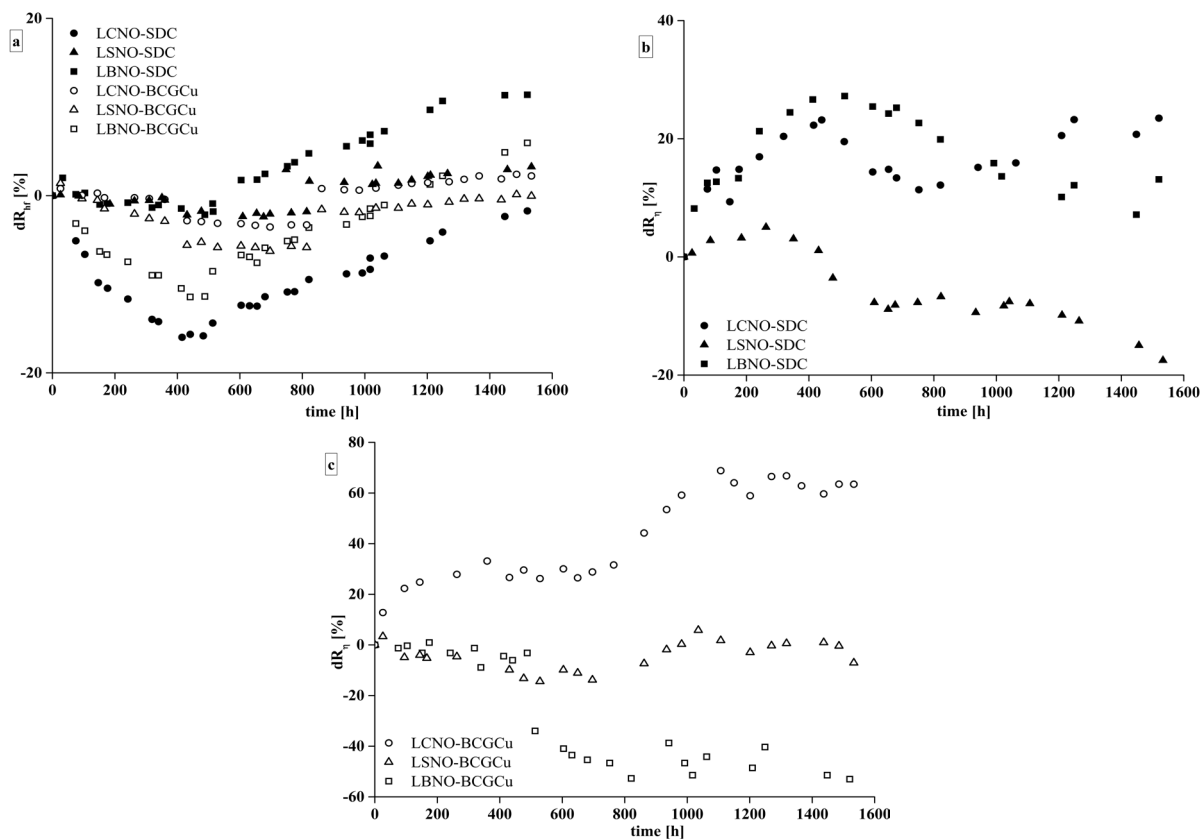 a
20
0
-20
dR_hf [%]
LCNO-SDC
LSNO-SDC
LBNO-SDC
LCNO-BCGCu
LSNO-BCGCu
LBNO-BCGCu
0 200 400 600 800 1000 1200 1400 1600
time [h]
b
40
20
0
-20
dR_η [%]
LCNO-SDC
LSNO-SDC
LBNO-SDC
0 200 400 600 800 1000 1200 1400 1600
time [h]
c
80
60
40
20
0
-20
-40
-60
dR_η [%]
LCNO-BCGCu
LSNO-BCGCu
LBNO-BCGCu
0 200 400 600 800 1000 1200 1400 1600
time [h]